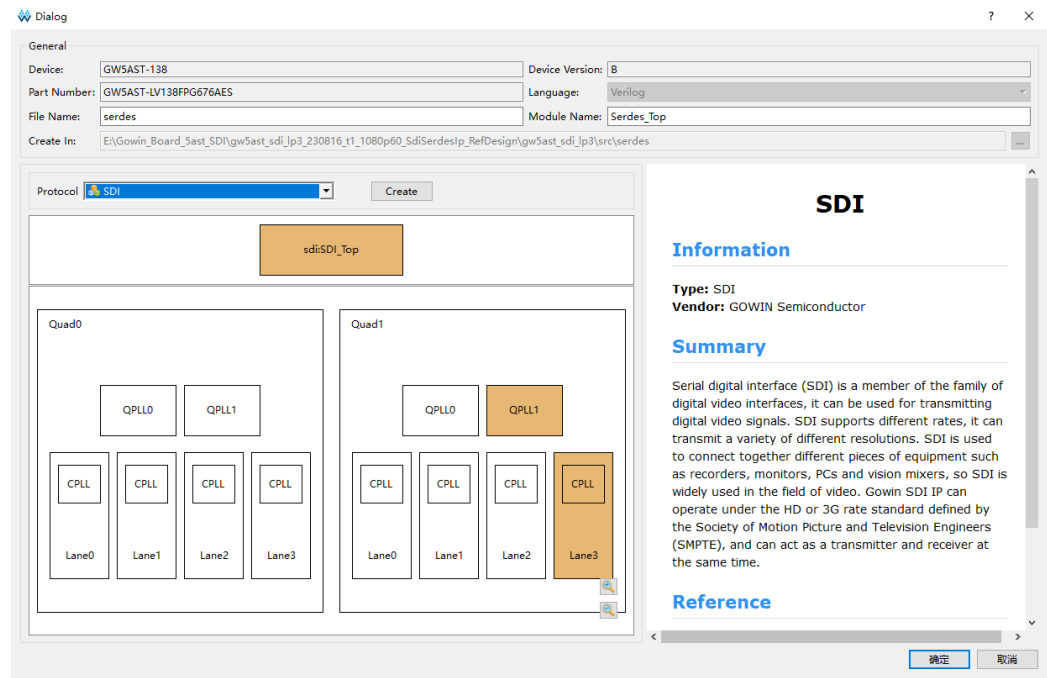 Dialog
?
General
Device: GW5AST-138 Device Version: B
Part Number: GW5AST-LV138FPG676AES Language: Verilog
File Name: serdes Module Name: Serdes_Top
Create In: E:\Gowin_Board_5ast_SDI\gw5ast_sdi_lp3_230816_t1_1080p60_SdiSerdesIp_RefDesign\gw5ast_sdi_lp3\src\serdes ...
Protocol SDI Create
sdi:SDI_Top
Quad0
QPLL0 QPLL1
CPLL CPLL CPLL CPLL
Lane0 Lane1 Lane2 Lane3
Quad1
QPLL0 QPLL1
CPLL CPLL CPLL CPLL
Lane0 Lane1 Lane2 Lane3
SDI
Information
Type: SDI
Vendor: GOWIN Semiconductor
Summary
Serial digital interface (SDI) is a member of the family of
digital video interfaces, it can be used for transmitting
digital video signals. SDI supports different rates, it can
transmit a variety of different resolutions. SDI is used
to connect together different pieces of equipment such
as recorders, monitors, PCs and vision mixers, so SDI is
widely used in the field of video. Gowin SDI IP can
operate under the HD or 3G rate standard defined by
the Society of Motion Picture and Television Engineers
(SMPTE), and can act as a transmitter and receiver at
the same time.
Reference
确定 取消